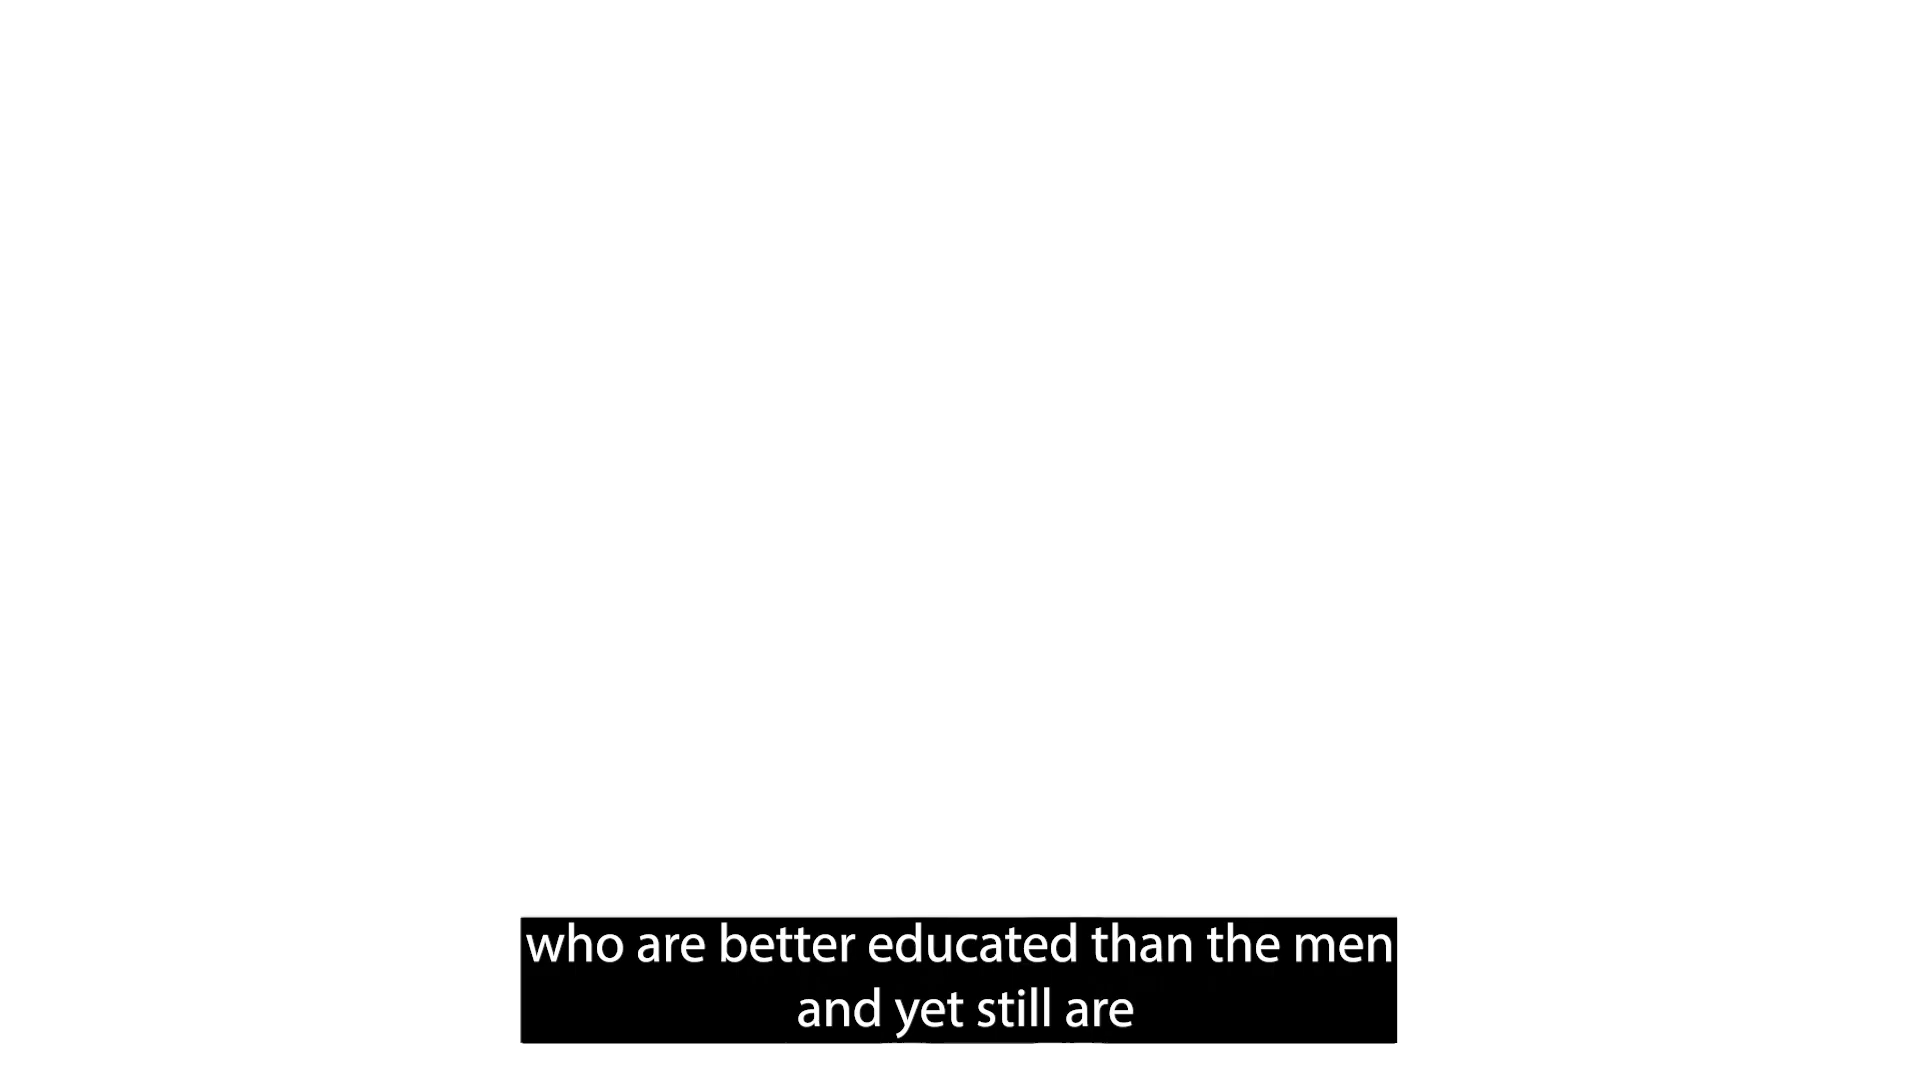 who are better educated than the men
and yet still are